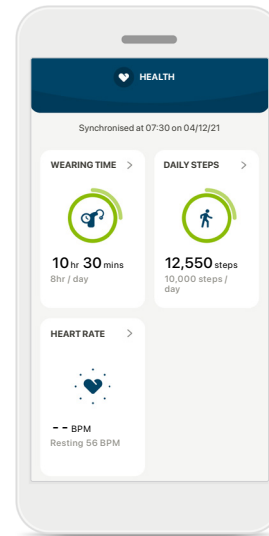 HEALTH
Synchronised at 07:30 on 04/12/21
WEARING TIME >
10 hr 30 mins
8hr / day
DAILY STEPS >
12,550 steps
10,000 steps /
day
HEART RATE >
-- BPM
Resting 56 BPM